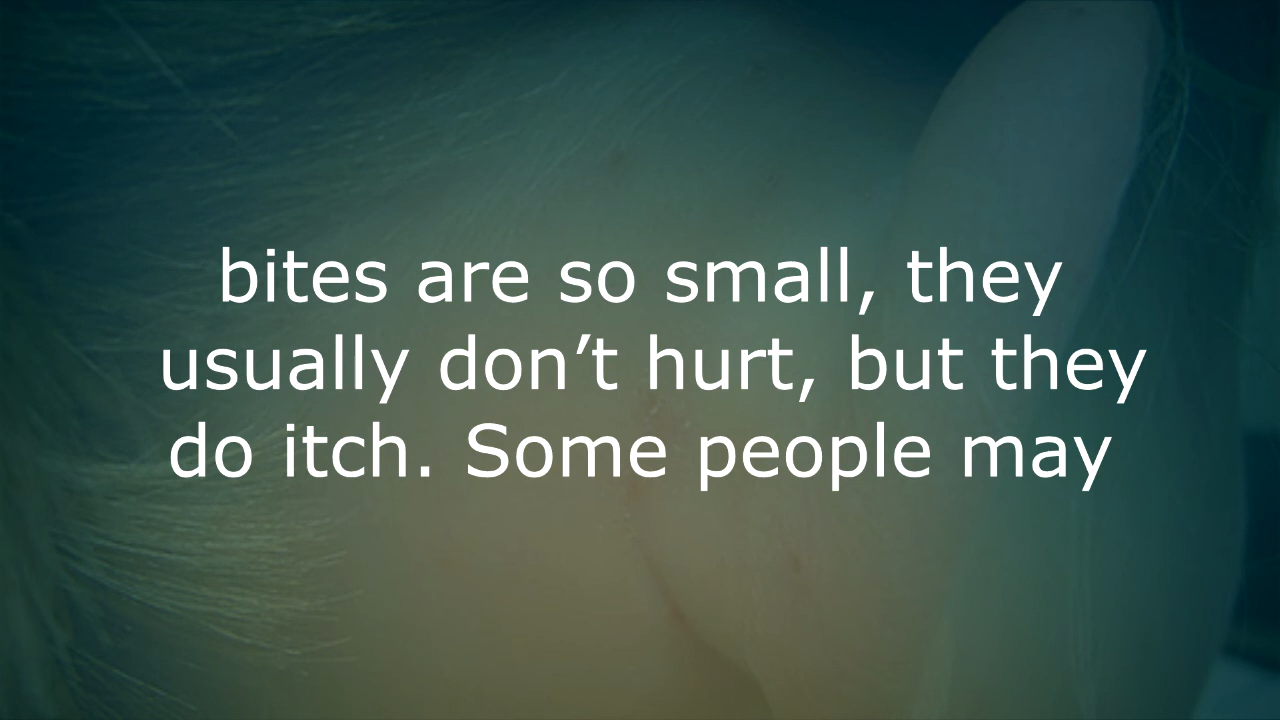 bites are so small, they
usually don’t hurt, but they
do itch. Some people may